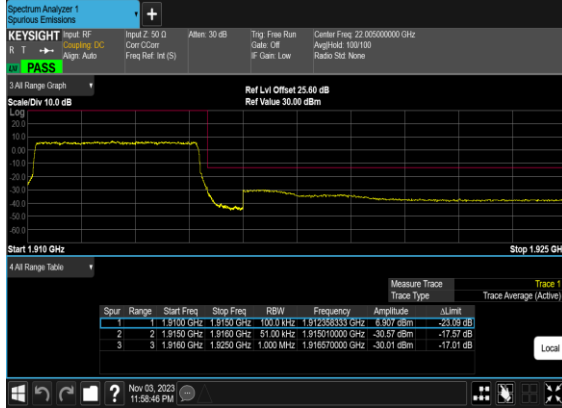 Spectrum Analyzer 1
Spurious Emissions
+
KEYSIGHT Input: RF Input Z: 50 Ω Atten: 30 dB Trig: Free Run Center Freq: 22.005000000 GHz
R T Coupling: DC Corr CCorr Gate: Off Avg|Hold: 100/100
Align: Auto Freq Ref: Int (S) IF Gain: Low Radio Std: None
PASS
3 All Range Graph
Ref Lvl Offset 25.60 dB
Scale/Div 10.0 dB Ref Value 30.00 dBm
Log
20.0
10.0
0.00
-10.0
-20.0
-30.0
-40.0
-50.0
-60.0
Start 1.910 GHz Stop 1.925 GH
4 All Range Table
Measure Trace Trace 1
Trace Type Trace Average (Active)
Spur Range Start Freq Stop Freq RBW Frequency Amplitude ΔLimit
1 1 1.9100 GHz 1.9150 GHz 100.0 kHz 1.912358333 GHz 6.907 dBm -23.09 dB
2 2 1.9150 GHz 1.9160 GHz 51.00 kHz 1.915010000 GHz -30.57 dBm -17.57 dB
3 3 1.9160 GHz 1.9250 GHz 1.000 MHz 1.916570000 GHz -30.01 dBm -17.01 dB
Local
? Nov 03, 2023
11:58:46 PM